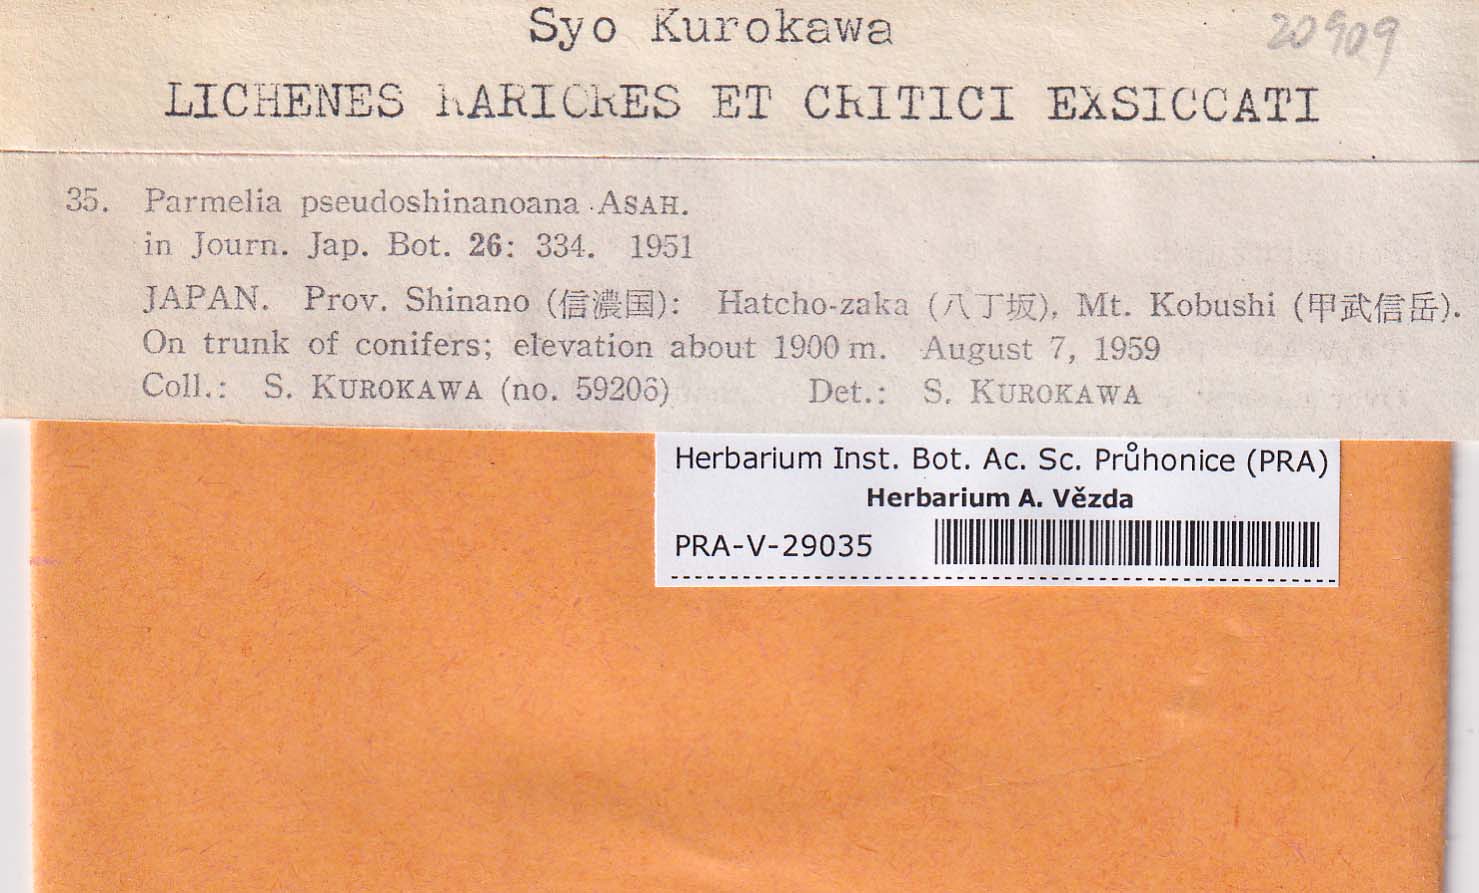 Syo Kurokawa
20909
LICHENES RARIORES ET CRITICI EXSICCATI
35. Parmelia pseudoshinanoana ASAH.
in Journ. Jap. Bot. 26: 334. 1951
JAPAN. Prov. Shinano (信濃国): Hatcho-zaka (八丁坂), Mt. Kobushi (甲武信岳).
On trunk of conifers; elevation about 1900 m. August 7, 1959
Coll.: S. KUROKAWA (no. 59206) Det.: S. KUROKAWA
Herbarium Inst. Bot. Ac. Sc. Průhonice (PRA)
Herbarium A. Vězda
PRA-V-29035